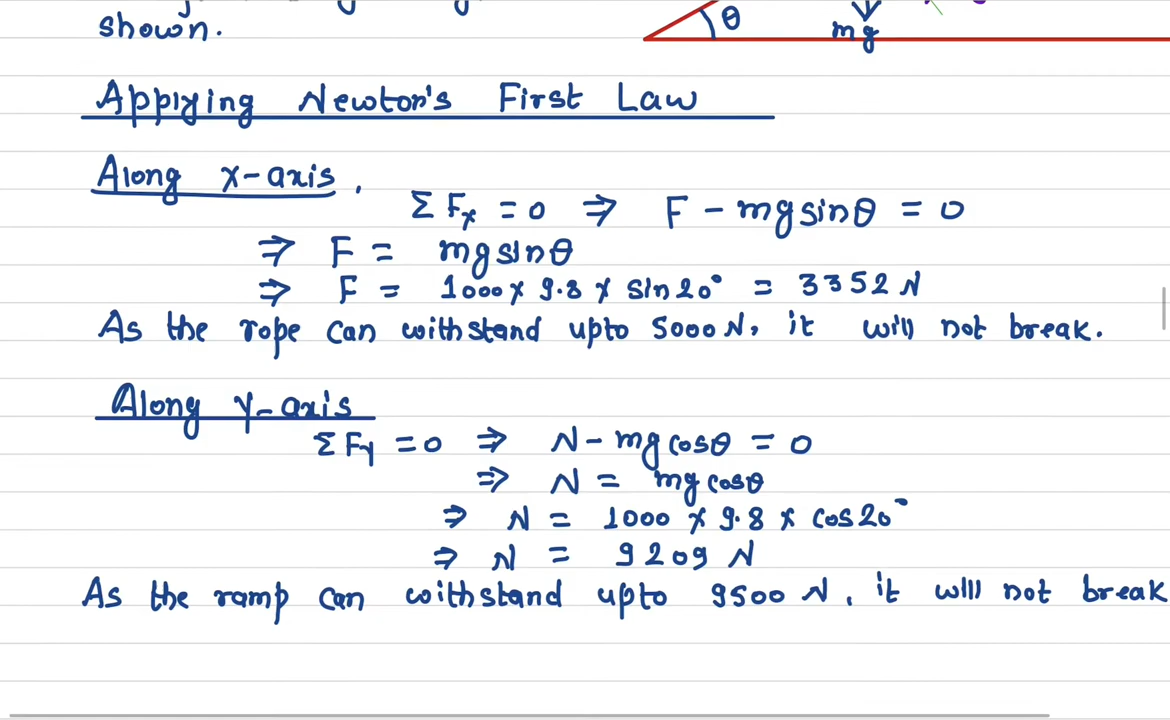 shown.
θ
mg
Applying Newton's First Law
Along x-axis.
Σ Fx = 0 ⇒ F - mg sinθ = 0
⇒ F = mg sinθ
⇒ F = 1000 × 9.8 × sin 20° = 3352 N
As the rope can withstand upto 5000 N, it will not break.
Along Y-axis
Σ Fy = 0 ⇒ N - mg cosθ = 0
⇒ N = mg cosθ
⇒ N = 1000 × 9.8 × cos 20°
⇒ N = 9209 N
As the ramp can withstand upto 9500 N, it will not break